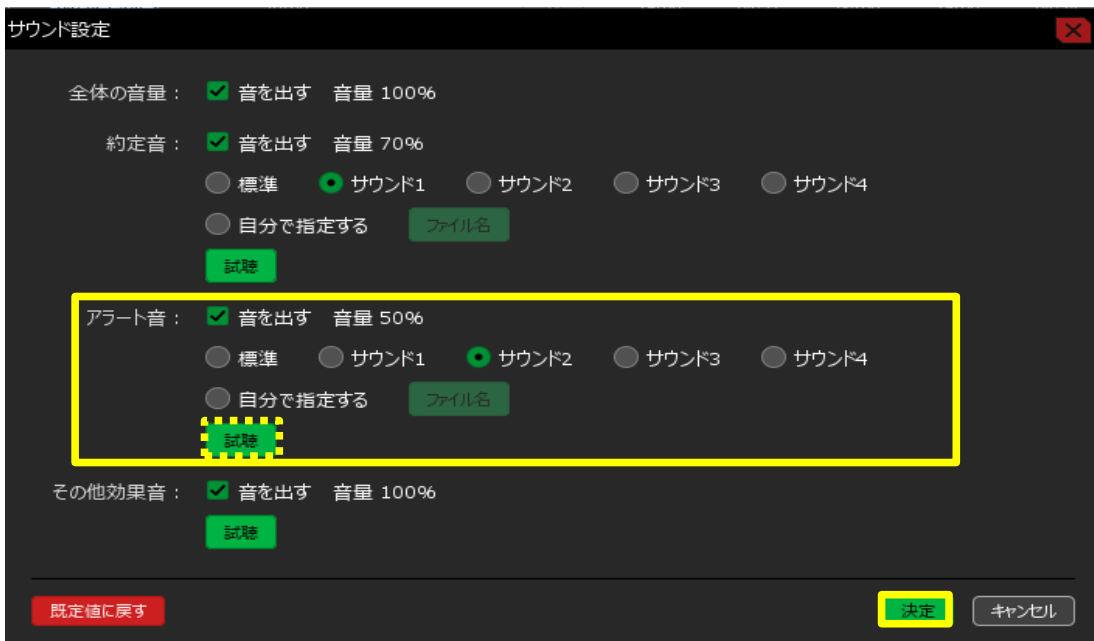 サウンド設定
全体の音量： 音を出す 音量 100%
約定音： 音を出す 音量 70%
標準 サウンド1 サウンド2 サウンド3 サウンド4
自分で指定する ファイル名
試聴
アラート音： 音を出す 音量 50%
標準 サウンド1 サウンド2 サウンド3 サウンド4
自分で指定する ファイル名
試聴
その他効果音： 音を出す 音量 100%
試聴
既定値に戻す 決定 キャンセル